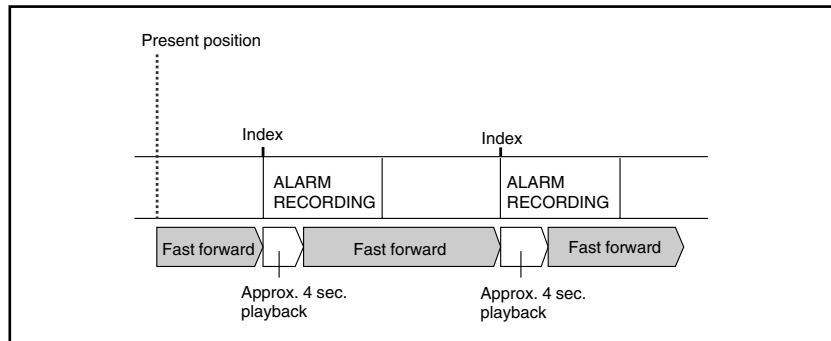 Present position
Index
Index
ALARM
RECORDING
ALARM
RECORDING
Fast forward
Fast forward
Fast forward
Approx. 4 sec.
playback
Approx. 4 sec.
playback